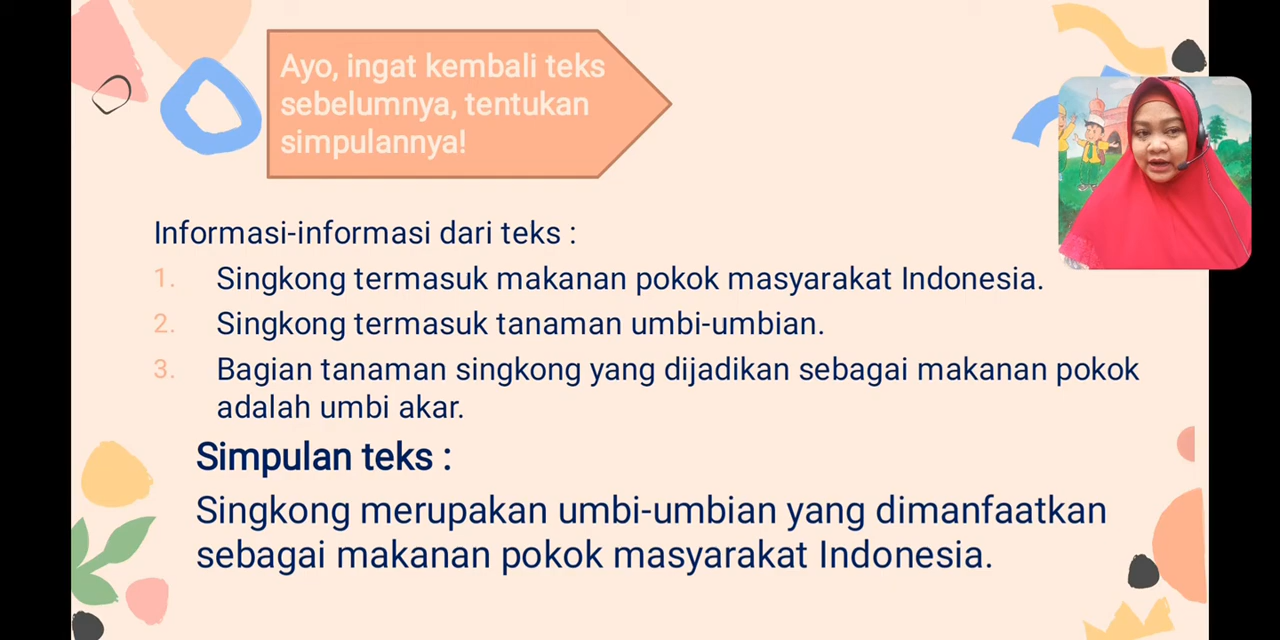 Ayo, ingat kembali teks
sebelumnya, tentukan
simpulannya!
Informasi-informasi dari teks :
1. Singkong termasuk makanan pokok masyarakat Indonesia.
2. Singkong termasuk tanaman umbi-umbian.
3. Bagian tanaman singkong yang dijadikan sebagai makanan pokok
adalah umbi akar.
Simpulan teks :
Singkong merupakan umbi-umbian yang dimanfaatkan
sebagai makanan pokok masyarakat Indonesia.